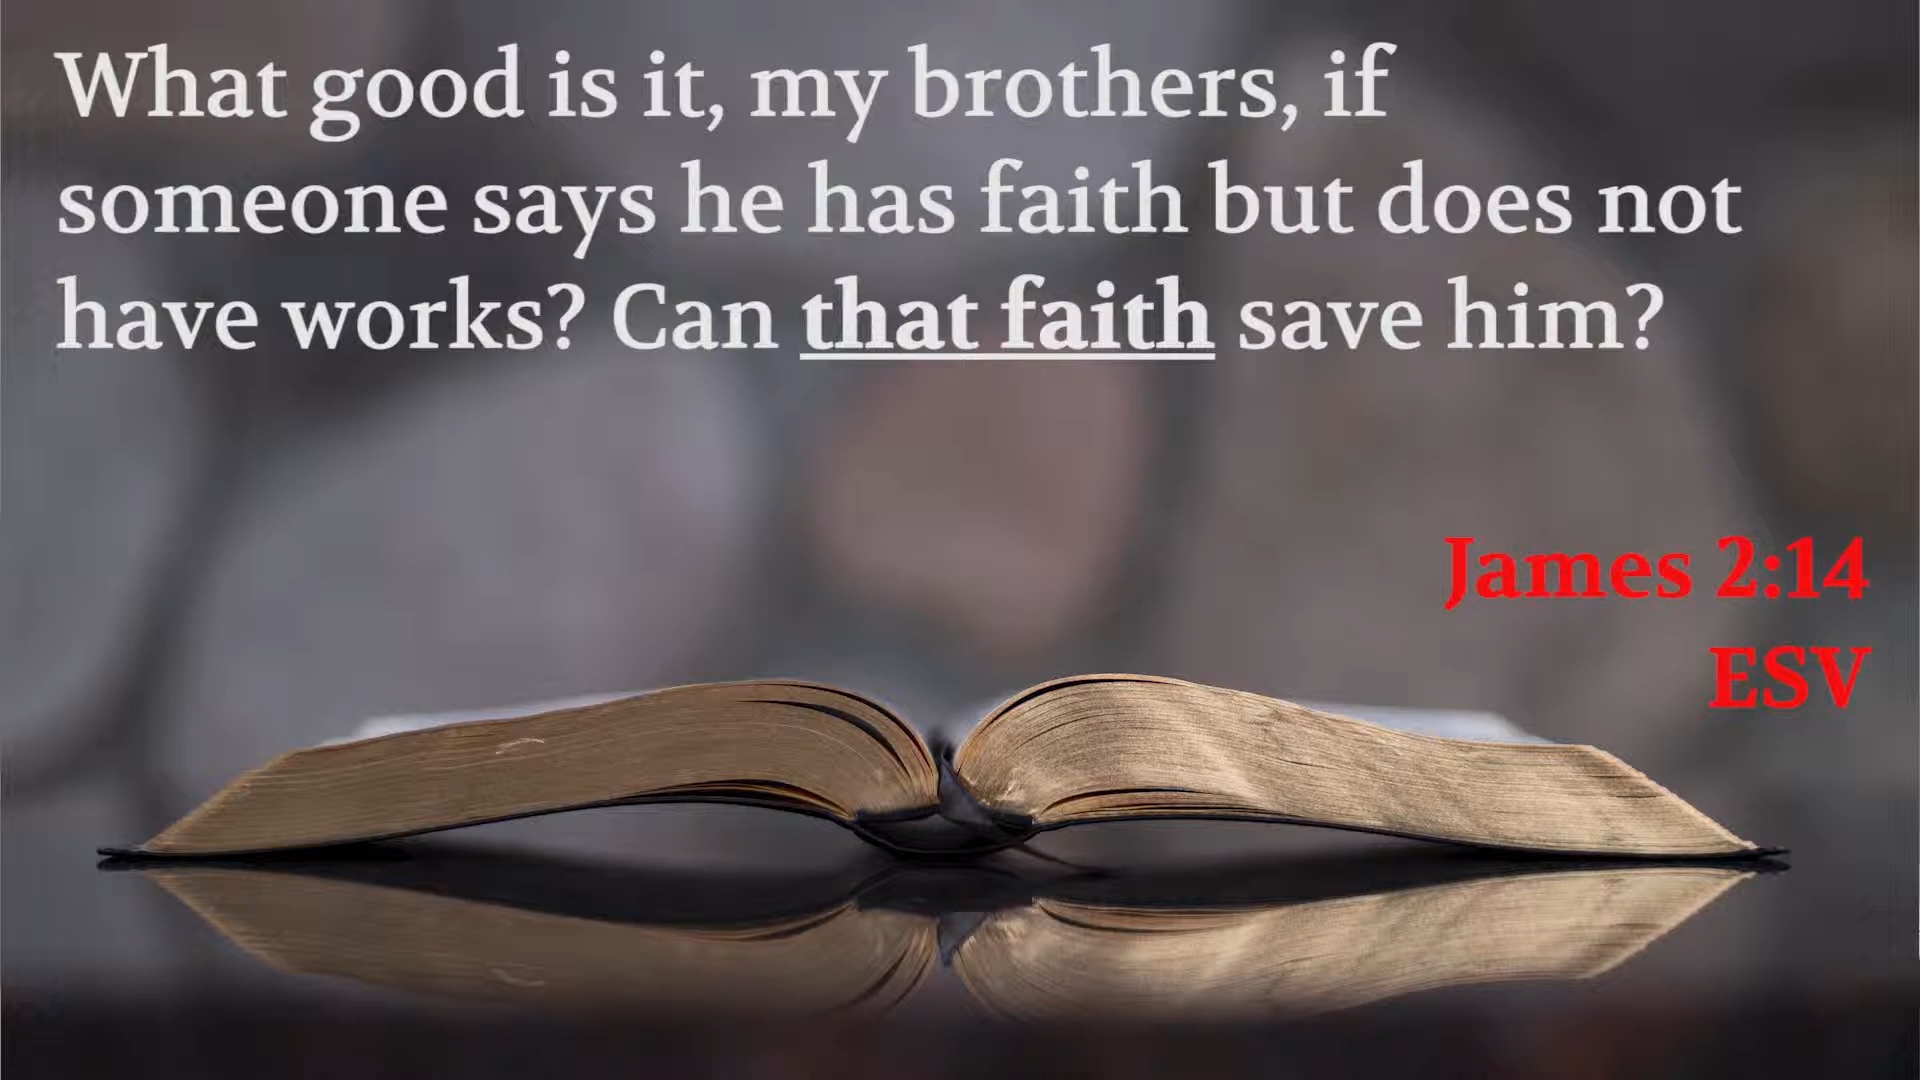 What good is it, my brothers, if
someone says he has faith but does not
have works? Can that faith save him?
James 2:14
ESV